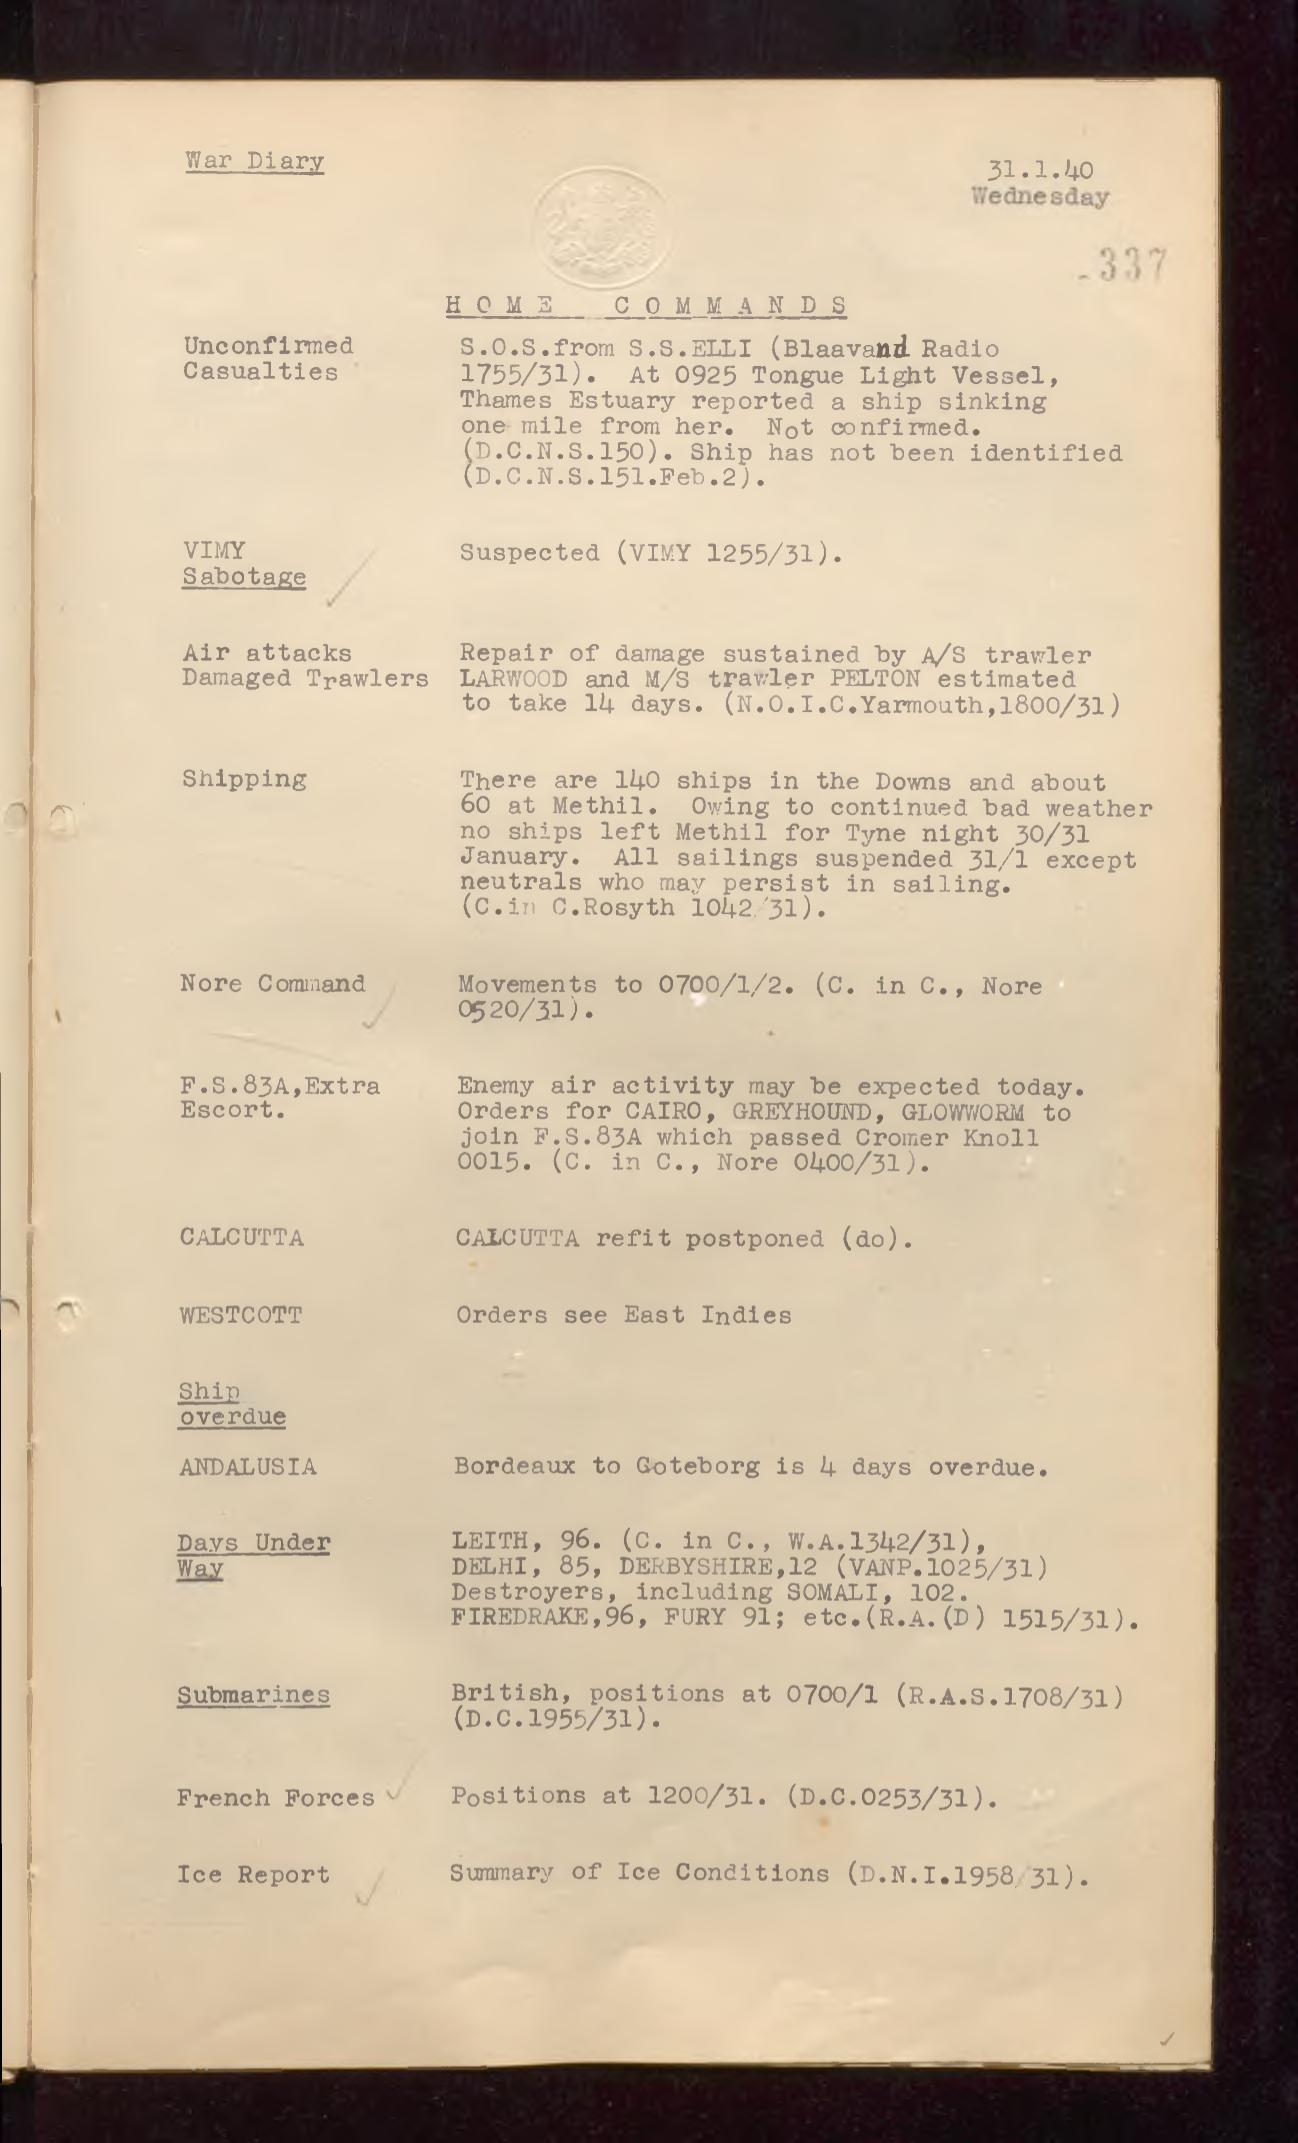 War Diary
31.1.40
Wednesday
337
HOME COMMANDS
Unconfirmed
Casualties
S.O.S.from S.S.ELLI (Blaavand Radio
1755/31). At 0925 Tongue Light Vessel,
Thames Estuary reported a ship sinking
one mile from her. Not confirmed.
(D.C.N.S.150). Ship has not been identified
(D.C.N.S.151.Feb.2).
VIMY
Sabotage
Suspected (VIMY 1255/31).
Air attacks
Damaged Trawlers
Repair of damage sustained by A/S trawler
LARWOOD and M/S trawler PELTON estimated
to take 14 days. (N.O.I.C.Yarmouth,1800/31)
Shipping
There are 140 ships in the Downs and about
60 at Methil. Owing to continued bad weather
no ships left Methil for Tyne night 30/31
January. All sailings suspended 31/1 except
neutrals who may persist in sailing.
(C.in C.Rosyth 1042/31).
Nore Command
Movements to 0700/1/2. (C. in C., Nore
0520/31).
F.S.83A,Extra
Escort.
Enemy air activity may be expected today.
Orders for CAIRO, GREYHOUND, GLOWWORM to
join F.S.83A which passed Cromer Knoll
0015. (C. in C., Nore 0400/31).
CALCUTTA
CALCUTTA refit postponed (do).
WESTCOTT
Orders see East Indies
Ship
overdue
ANDALUSIA
Bordeaux to Goteborg is 4 days overdue.
Days Under
Way
LEITH, 96. (C. in C., W.A.1342/31),
DELHI, 85, DERBYSHIRE,12 (VANP.1025/31)
Destroyers, including SOMALI, 102.
FIREDRAKE,96, FURY 91; etc.(R.A.(D) 1515/31).
Submarines
British, positions at 0700/1 (R.A.S.1708/31)
(D.C.1955/31).
French Forces
Positions at 1200/31. (D.C.0253/31).
Ice Report
Summary of Ice Conditions (D.N.I.1958/31).